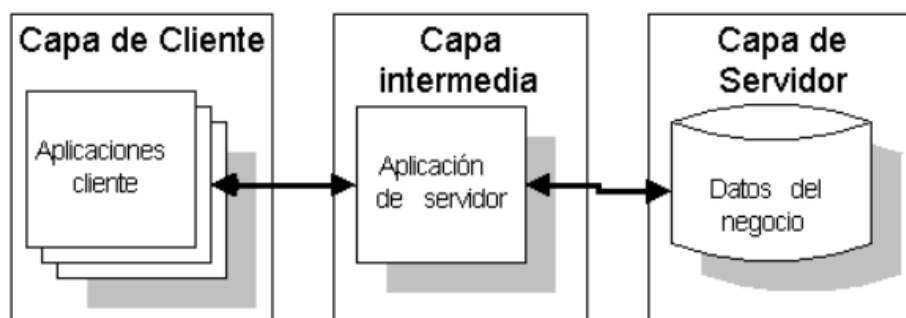 Capa de Cliente
Aplicaciones
cliente
Capa
intermedia
Aplicación
de servidor
Capa de
Servidor
Datos del
negocio